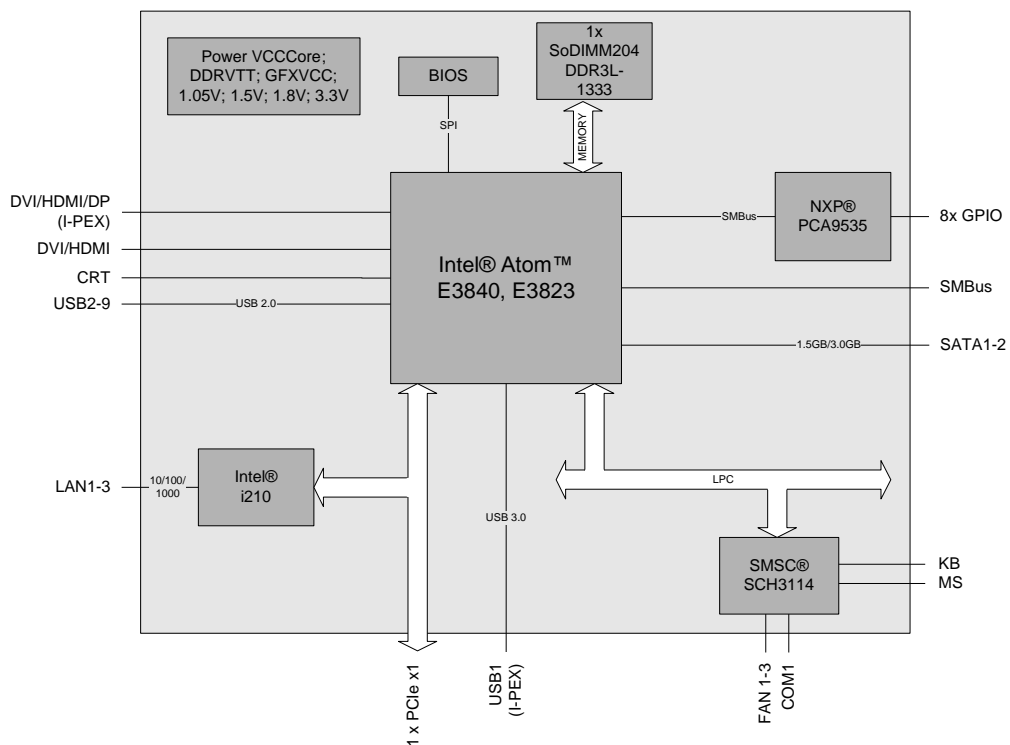 Power VCCCore;
DDRVTT; GFXVCC;
1.05V; 1.5V; 1.8V; 3.3V
BIOS
1x
SoDIMM204
DDR3L-
1333
SPI
MEMORY
DVI/HDMI/DP
(I-PEX)
DVI/HDMI
CRT
USB2-9
USB 2.0
Intel® Atom™
E3840, E3823
SMBus
NXP®
PCA9535
8x GPIO
SMBus
1.5GB/3.0GB
SATA1-2
LAN1-3
10/100/
1000
Intel®
i210
USB 3.0
LPC
SMSC®
SCH3114
KB
MS
1 x PCIe x1
USB1
(I-PEX)
FAN 1-3
COM1